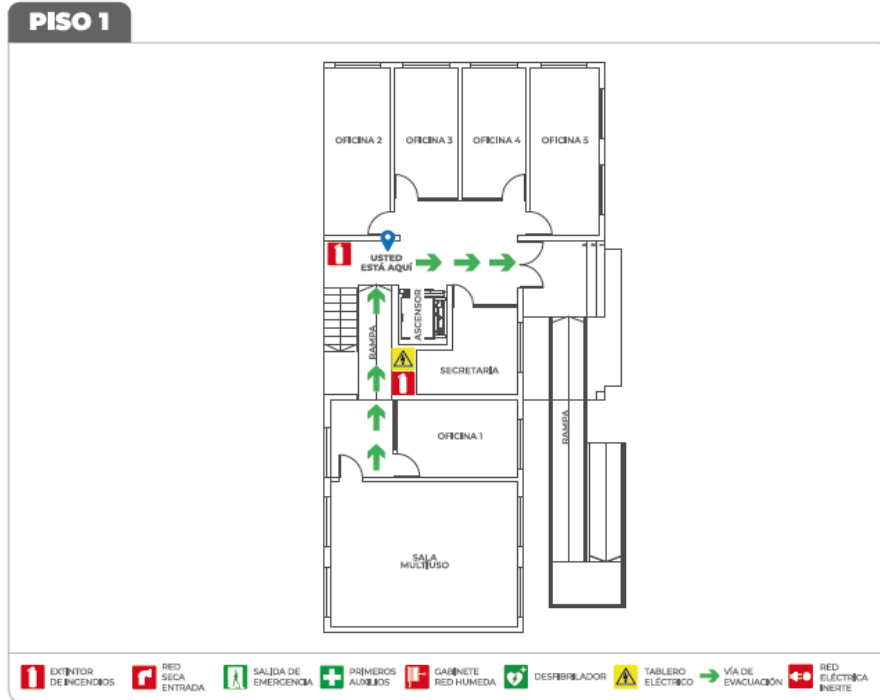 PISO 1
OFICINA 2
OFICINA 3
OFICINA 4
OFICINA 5
USTED
ESTÁ AQUÍ
ASCENSOR
RAMPA
SECRETARÍA
OFICINA 1
RAMPA
SALA
MULTIUSO
EXTINTOR
DE INCENDIOS
RED
SECA
ENTRADA
SALIDA DE
EMERGENCIA
PRIMEROS
AUXILIOS
GABINETE
RED HUMEDA
DESFIBRILADOR
TABLERO
ELÉCTRICO
VÍA DE
EVACUACIÓN
RED
ELÉCTRICA
INERTE